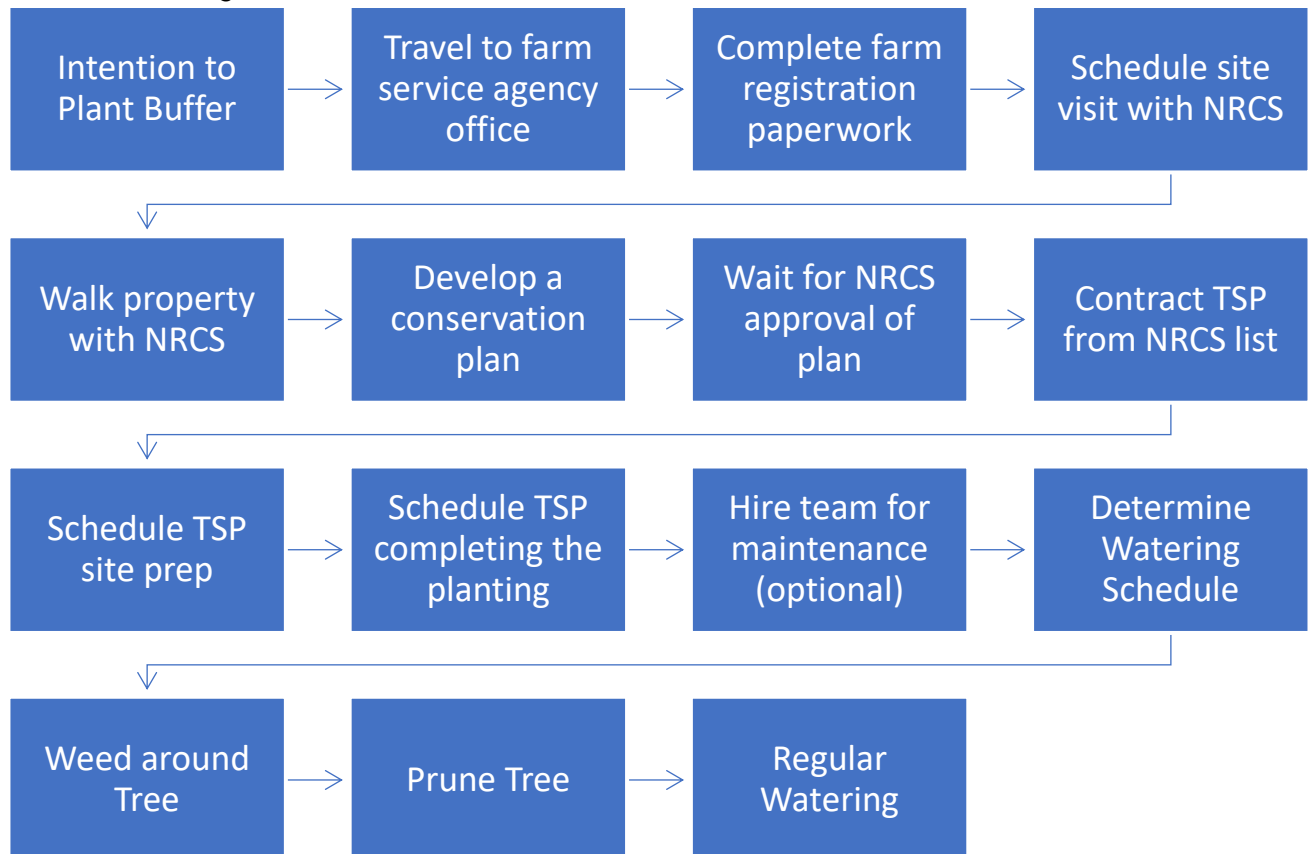 Intention to
Plant Buffer
Travel to farm
service agency
office
Complete farm
registration
paperwork
Schedule site
visit with NRCS
Walk property
with NRCS
Develop a
conservation
plan
Wait for NRCS
approval of
plan
Contract TSP
from NRCS list
Schedule TSP
site prep
Schedule TSP
completing the
planting
Hire team for
maintenance
(optional)
Determine
Watering
Schedule
Weed around
Tree
Prune Tree
Regular
Watering